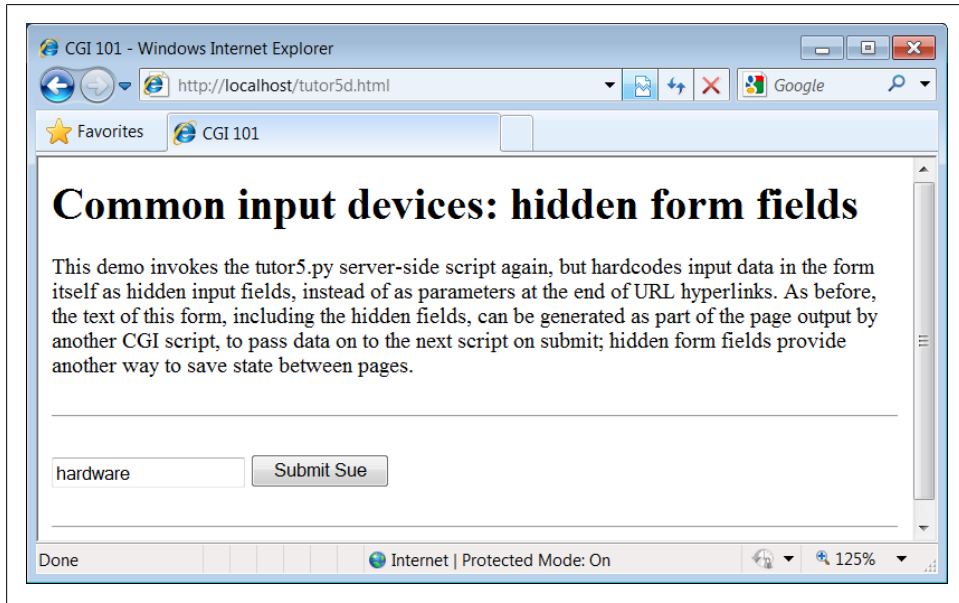 CGI 101 - Windows Internet Explorer
http://localhost/tutor5d.html
Google
Favorites
CGI 101
Common input devices: hidden form fields
This demo invokes the tutor5.py server-side script again, but hardcodes input data in the form
itself as hidden input fields, instead of as parameters at the end of URL hyperlinks. As before,
the text of this form, including the hidden fields, can be generated as part of the page output by
another CGI script, to pass data on to the next script on submit; hidden form fields provide
another way to save state between pages.
hardware
Submit Sue
Done
Internet | Protected Mode: On
125%